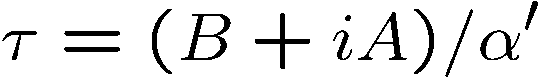 τ = (B + iA)/α′